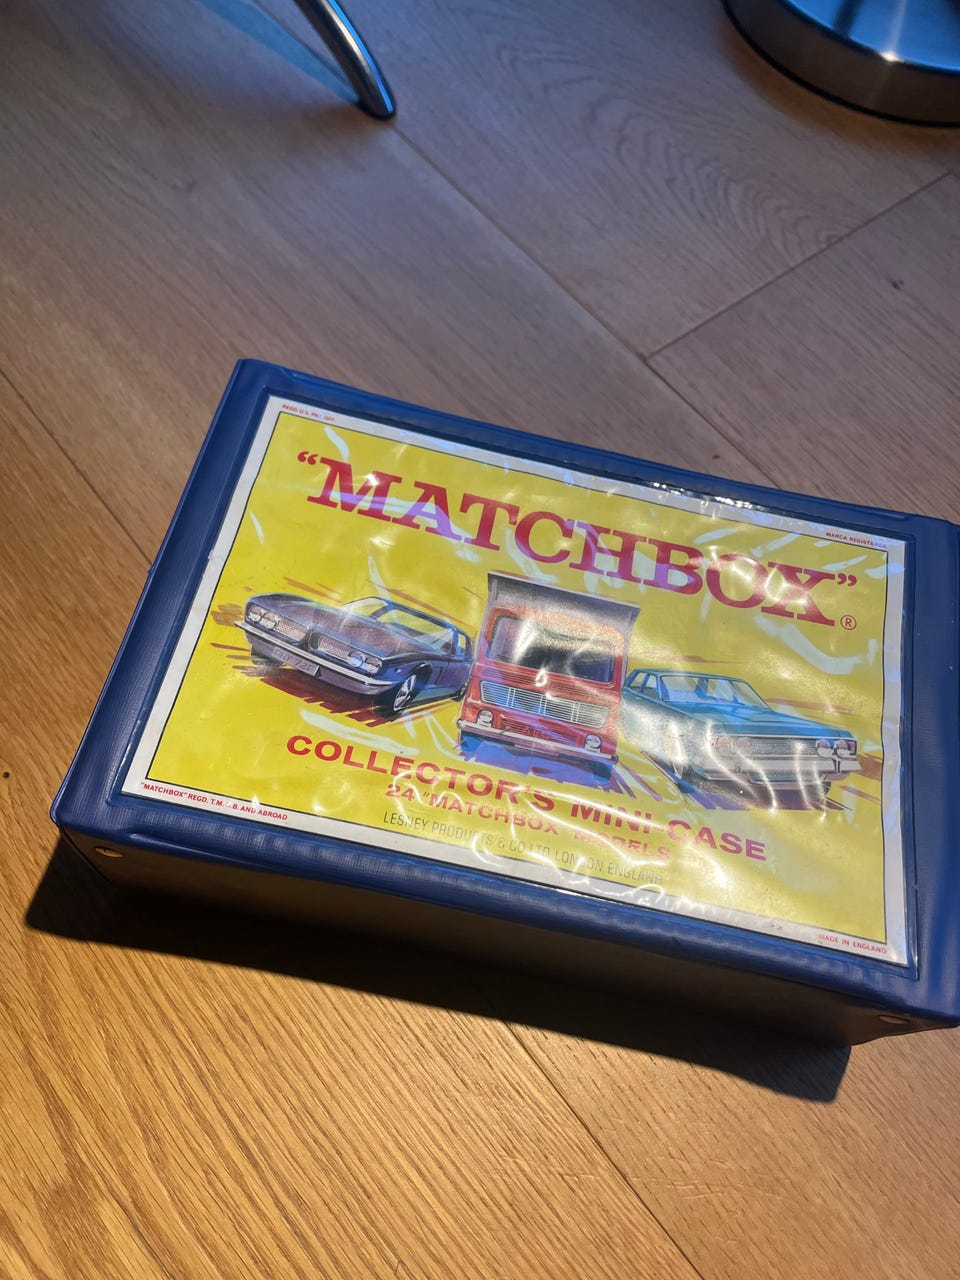 REGD U.S. PAT. OFF.
MARCA REGISTRADA
“MATCHBOX”®
COLLECTOR'S MINI-CASE
24 "MATCHBOX" MODELS
LESNEY PRODUCTS & CO LTD. LONDON, ENGLAND
"MATCHBOX" REGD. T.M. G.B. AND ABROAD
MADE IN ENGLAND